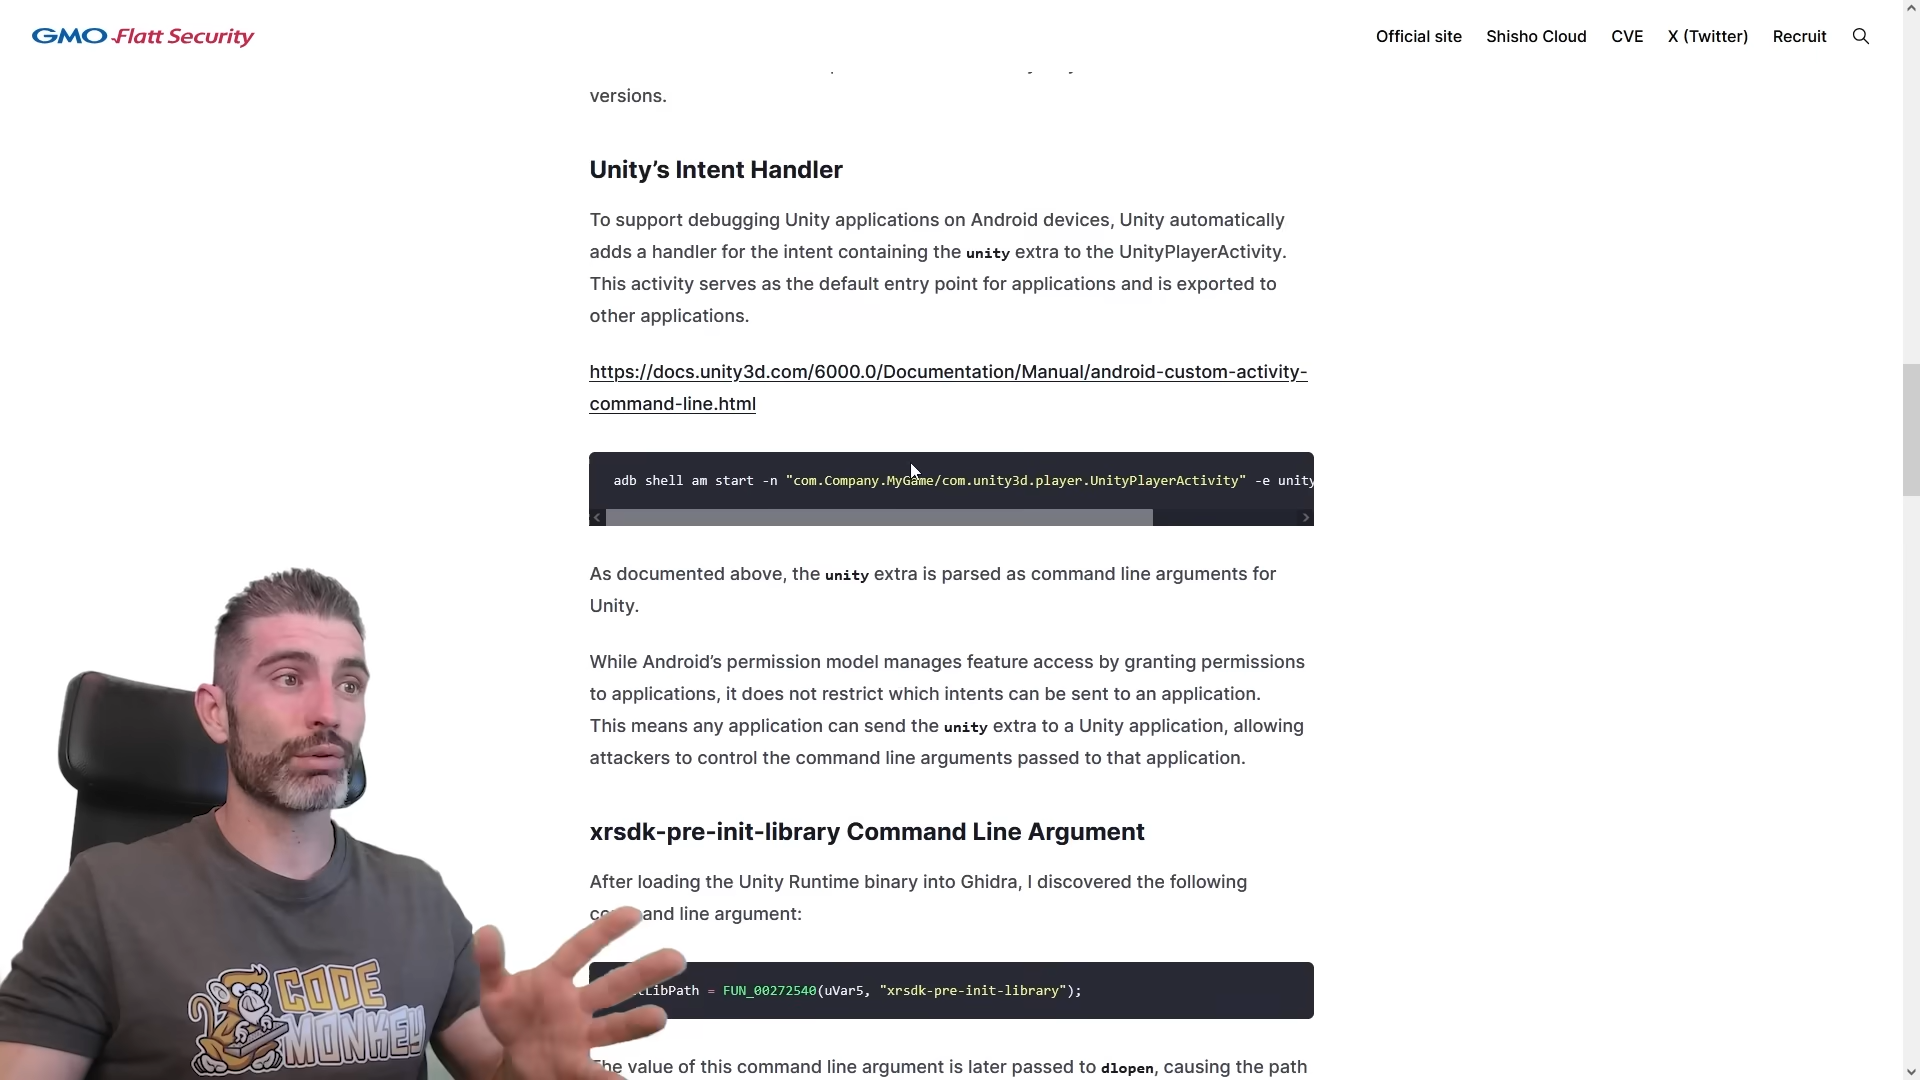 GMO Flatt Security
Official site Shisho Cloud CVE X (Twitter) Recruit
versions.
Unity’s Intent Handler
To support debugging Unity applications on Android devices, Unity automatically
adds a handler for the intent containing the unity extra to the UnityPlayerActivity.
This activity serves as the default entry point for applications and is exported to
other applications.
https://docs.unity3d.com/6000.0/Documentation/Manual/android-custom-activity-
command-line.html
adb shell am start -n "com.Company.MyGame/com.unity3d.player.UnityPlayerActivity" -e unity
As documented above, the unity extra is parsed as command line arguments for
Unity.
While Android’s permission model manages feature access by granting permissions
to applications, it does not restrict which intents can be sent to an application.
This means any application can send the unity extra to a Unity application, allowing
attackers to control the command line arguments passed to that application.
xrsdk-pre-init-library Command Line Argument
After loading the Unity Runtime binary into Ghidra, I discovered the following
and line argument:
LibPath = FUN_00272540(uVar5, "xrsdk-pre-init-library");
The value of this command line argument is later passed to dlopen, causing the path
CODE
MONKEY